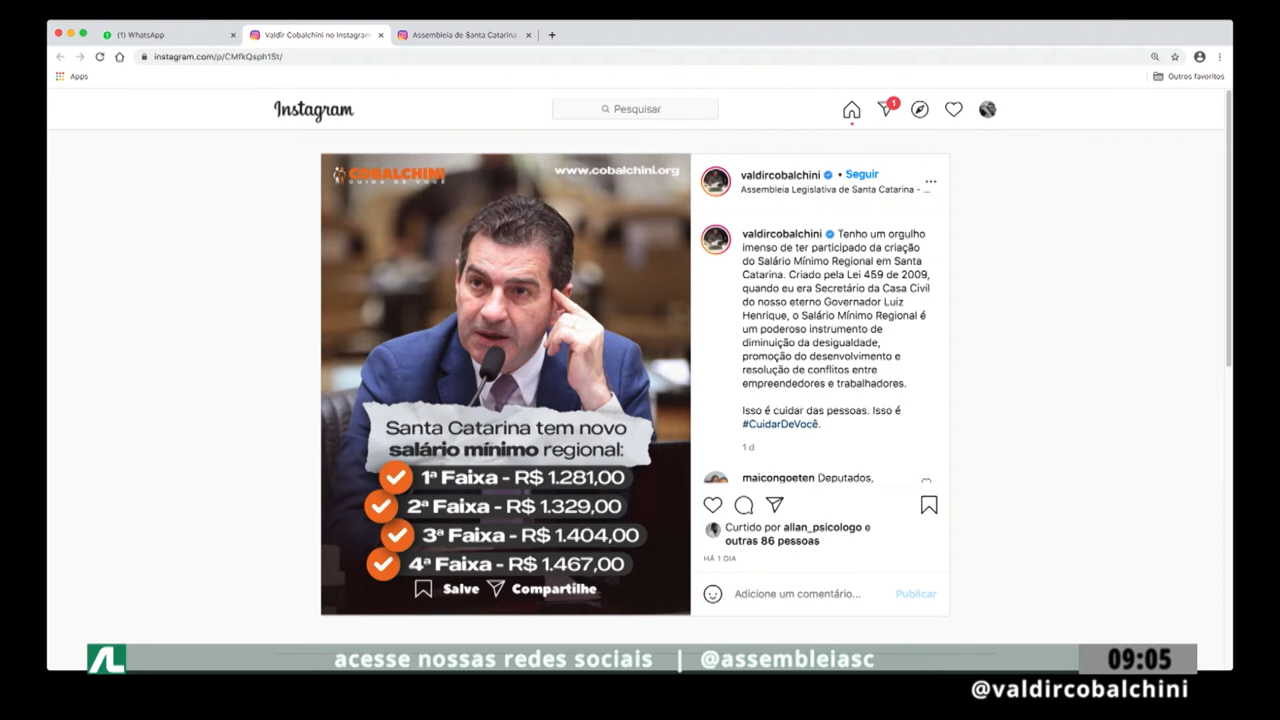 (1) WhatsApp
Valdir Cobalchini no Instagram
Assembleia de Santa Catarina
instagram.com/p/CMfkQsph1St/
Apps
Outros favoritos
Instagram
Pesquisar
1
COBALCHINI
CUIDA DE VOCÊ
www.cobalchini.org
Santa Catarina tem novo
salário mínimo regional:
1ª Faixa - R$ 1.281,00
2ª Faixa - R$ 1.329,00
3ª Faixa - R$ 1.404,00
4ª Faixa - R$ 1.467,00
Salve Compartilhe
valdircobalchini • Seguir
Assembleia Legislativa de Santa Catarina - ...
valdircobalchini Tenho um orgulho
imenso de ter participado da criação
do Salário Mínimo Regional em Santa
Catarina. Criado pela Lei 459 de 2009,
quando eu era Secretário da Casa Civil
do nosso eterno Governador Luiz
Henrique, o Salário Mínimo Regional é
um poderoso instrumento de
diminuição da desigualdade,
promoção do desenvolvimento e
resolução de conflitos entre
empreendedores e trabalhadores.
Isso é cuidar das pessoas. Isso é
#CuidarDeVocê.
1 d
maicongoeten Deputados,
Curtido por allan_psicologo e
outras 86 pessoas
HÁ 1 DIA
Adicione um comentário... Publicar
AL
acesse nossas redes sociais | @assembleiasc
09:05
@valdircobalchini